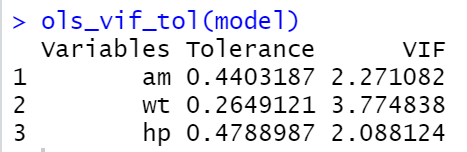 > ols_vif_tol(model)
Variables Tolerance VIF
1 am 0.4403187 2.271082
2 wt 0.2649121 3.774838
3 hp 0.4788987 2.088124